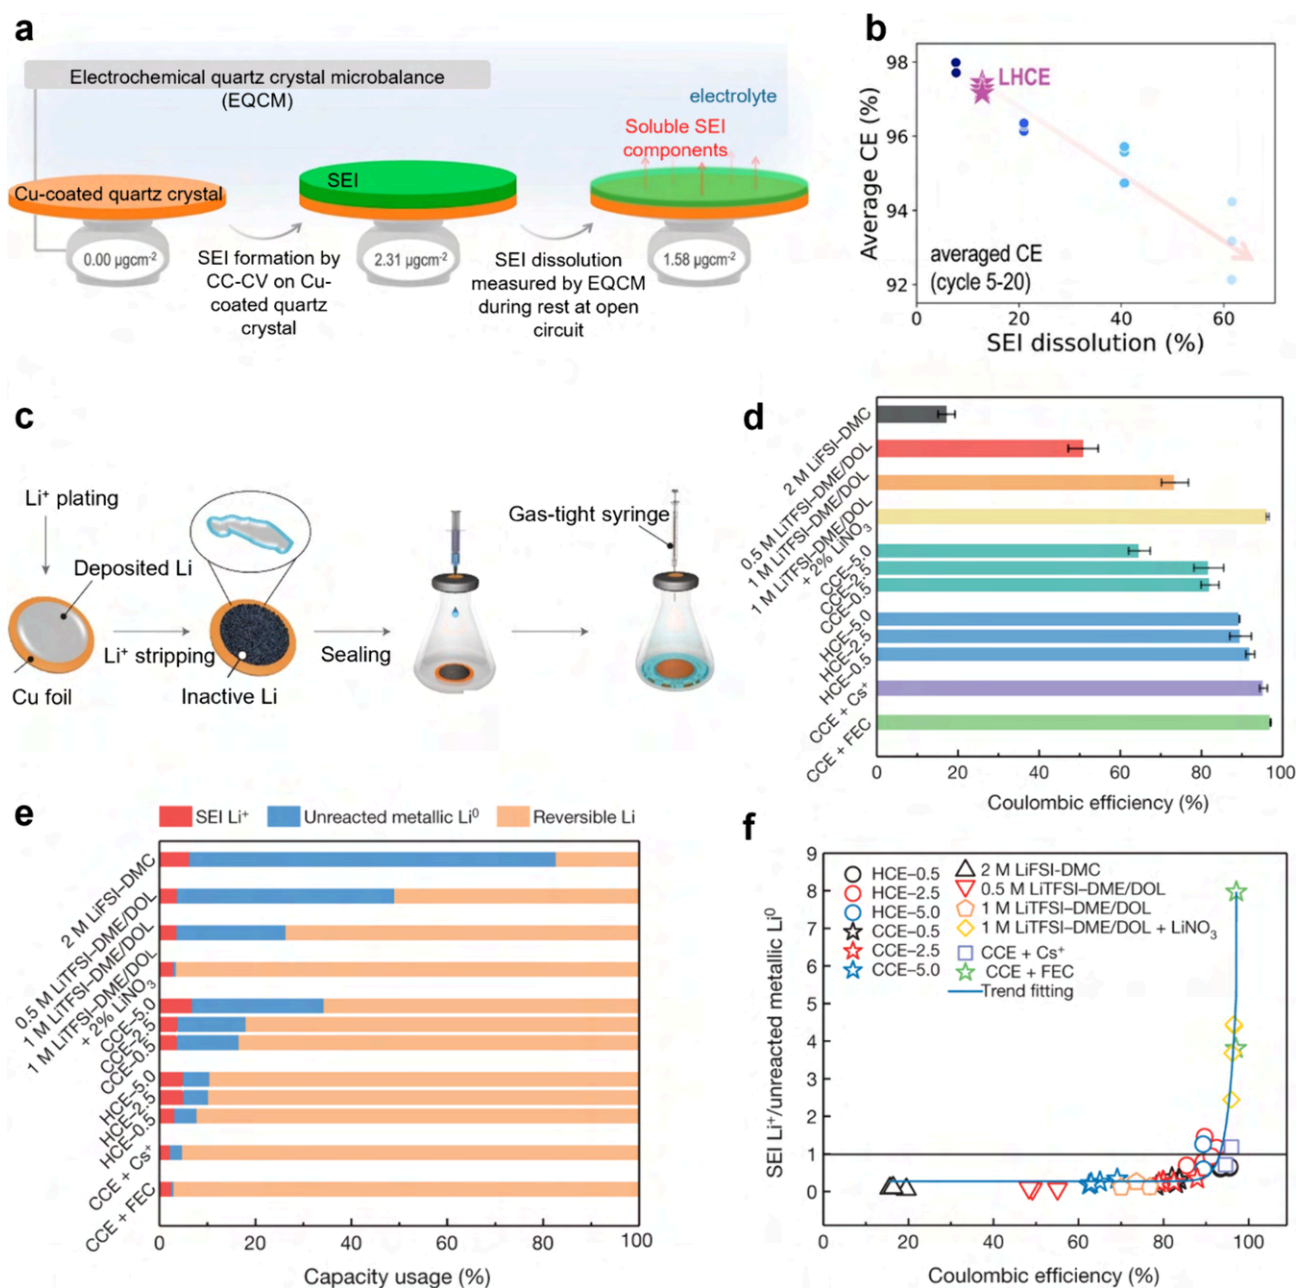 a
Electrochemical quartz crystal microbalance
(EQCM)
electrolyte
Soluble SEI
components
Cu-coated quartz crystal
SEI
0.00 µgcm-2
2.31 µgcm-2
1.58 µgcm-2
SEI formation by
CC-CV on Cu-
coated quartz
crystal
SEI dissolution
measured by EQCM
during rest at open
circuit
b
98
96
94
92
Average CE (%)
LHCE
averaged CE
(cycle 5-20)
0
20
40
60
SEI dissolution (%)
c
Li+ plating
Deposited Li
Cu foil
Li+ stripping
Inactive Li
Sealing
Gas-tight syringe
d
2 M LiFSI–DMC
0.5 M LiTFSI–DME/DOL
1 M LiTFSI–DME/DOL
1 M LiTFSI–DME/DOL
+ 2% LiNO3
CCE–5.0
CCE–2.5
CCE–0.5
HCE–5.0
HCE–2.5
HCE–0.5
CCE + Cs+
CCE + FEC
0
20
40
60
80
100
Coulombic efficiency (%)
e
SEI Li+
Unreacted metallic Li0
Reversible Li
2 M LiFSI–DMC
0.5 M LiTFSI–DME/DOL
1 M LiTFSI–DME/DOL
1 M LiTFSI–DME/DOL
+ 2% LiNO3
CCE–5.0
CCE–2.5
CCE–0.5
HCE–5.0
HCE–2.5
HCE–0.5
CCE + Cs+
CCE + FEC
0
20
40
60
80
100
Capacity usage (%)
f
9
8
7
6
5
4
3
2
1
0
SEI Li+/unreacted metallic Li0
HCE–0.5
HCE–2.5
HCE–5.0
CCE–0.5
CCE–2.5
CCE–5.0
2 M LiFSI-DMC
0.5 M LiTFSI–DME/DOL
1 M LiTFSI–DME/DOL
1 M LiTFSI–DME/DOL + LiNO3
CCE + Cs+
CCE + FEC
Trend fitting
0
20
40
60
80
100
Coulombic efficiency (%)